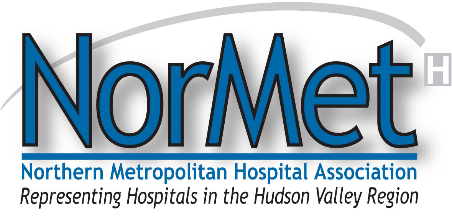 NorMet
H
Northern Metropolitan Hospital Association
Representing Hospitals in the Hudson Valley Region